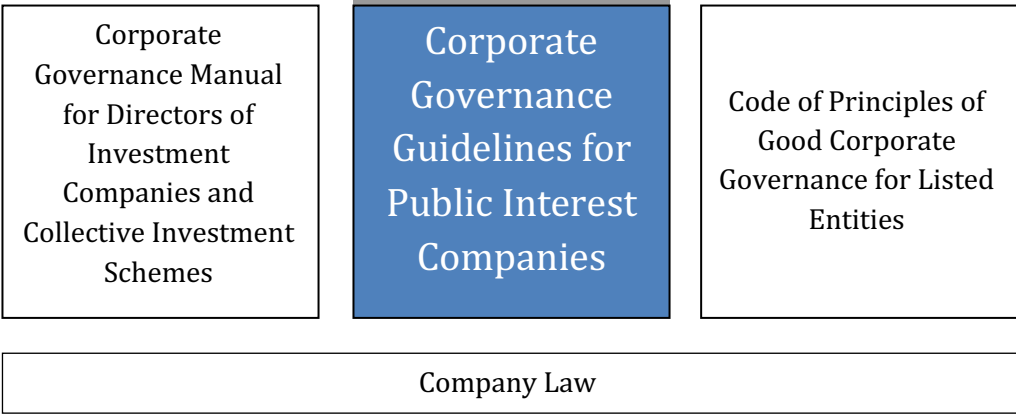 Corporate
Governance Manual
for Directors of
Investment
Companies and
Collective Investment
Schemes
Corporate
Governance
Guidelines for
Public Interest
Companies
Code of Principles of
Good Corporate
Governance for Listed
Entities
Company Law